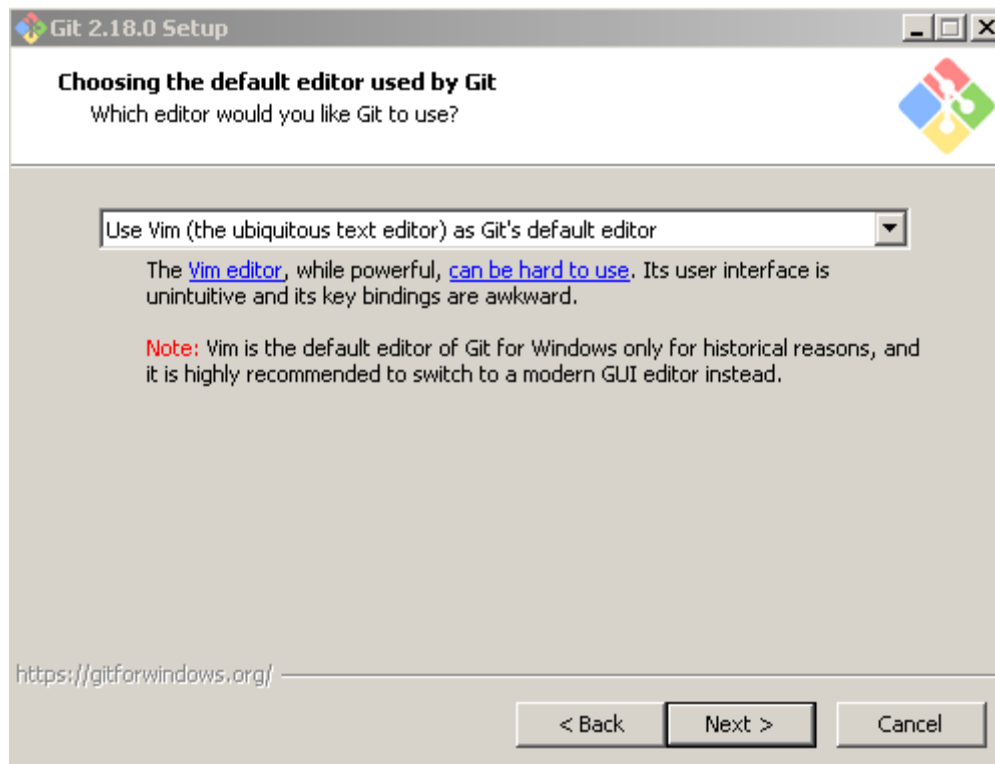 Git 2.18.0 Setup
Choosing the default editor used by Git
Which editor would you like Git to use?
Use Vim (the ubiquitous text editor) as Git's default editor
The Vim editor, while powerful, can be hard to use. Its user interface is
unintuitive and its key bindings are awkward.
Note: Vim is the default editor of Git for Windows only for historical reasons, and
it is highly recommended to switch to a modern GUI editor instead.
https://gitforwindows.org/
< Back
Next >
Cancel